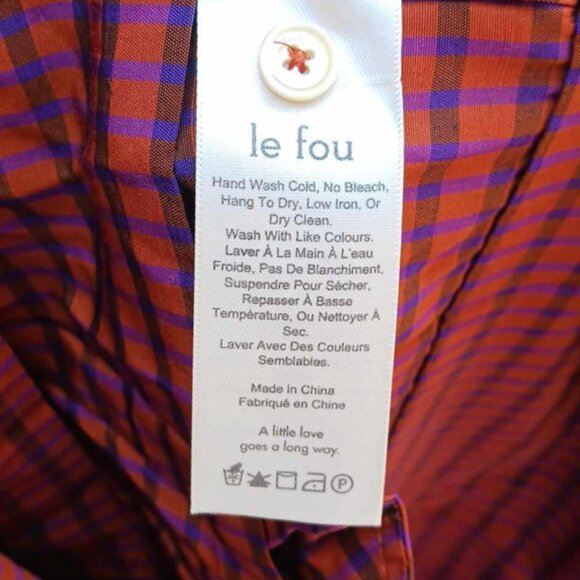 le fou
Hand Wash Cold, No Bleach,
Hang To Dry, Low Iron, Or
Dry Clean.
Wash With Like Colours.
Laver À La Main À L'eau
Froide, Pas De Blanchiment,
Suspendre Pour Sécher,
Repasser À Basse
Température, Ou Nettoyer À
Sec.
Laver Avec Des Couleurs
Semblables.
Made in China
Fabriqué en Chine
A little love
goes a long way.
P